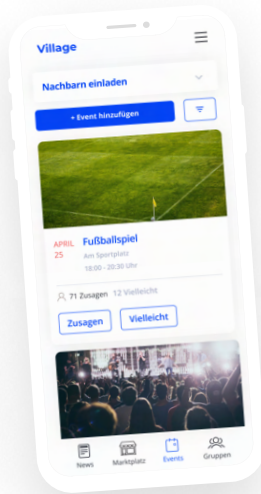 Village
Nachbarn einladen
+ Event hinzufügen
APRIL
25
Fußballspiel
Am Sportplatz
18:00 - 20:30 Uhr
71 Zusagen 12 Vielleicht
Zusagen Vielleicht
News Marktplatz Events Gruppen